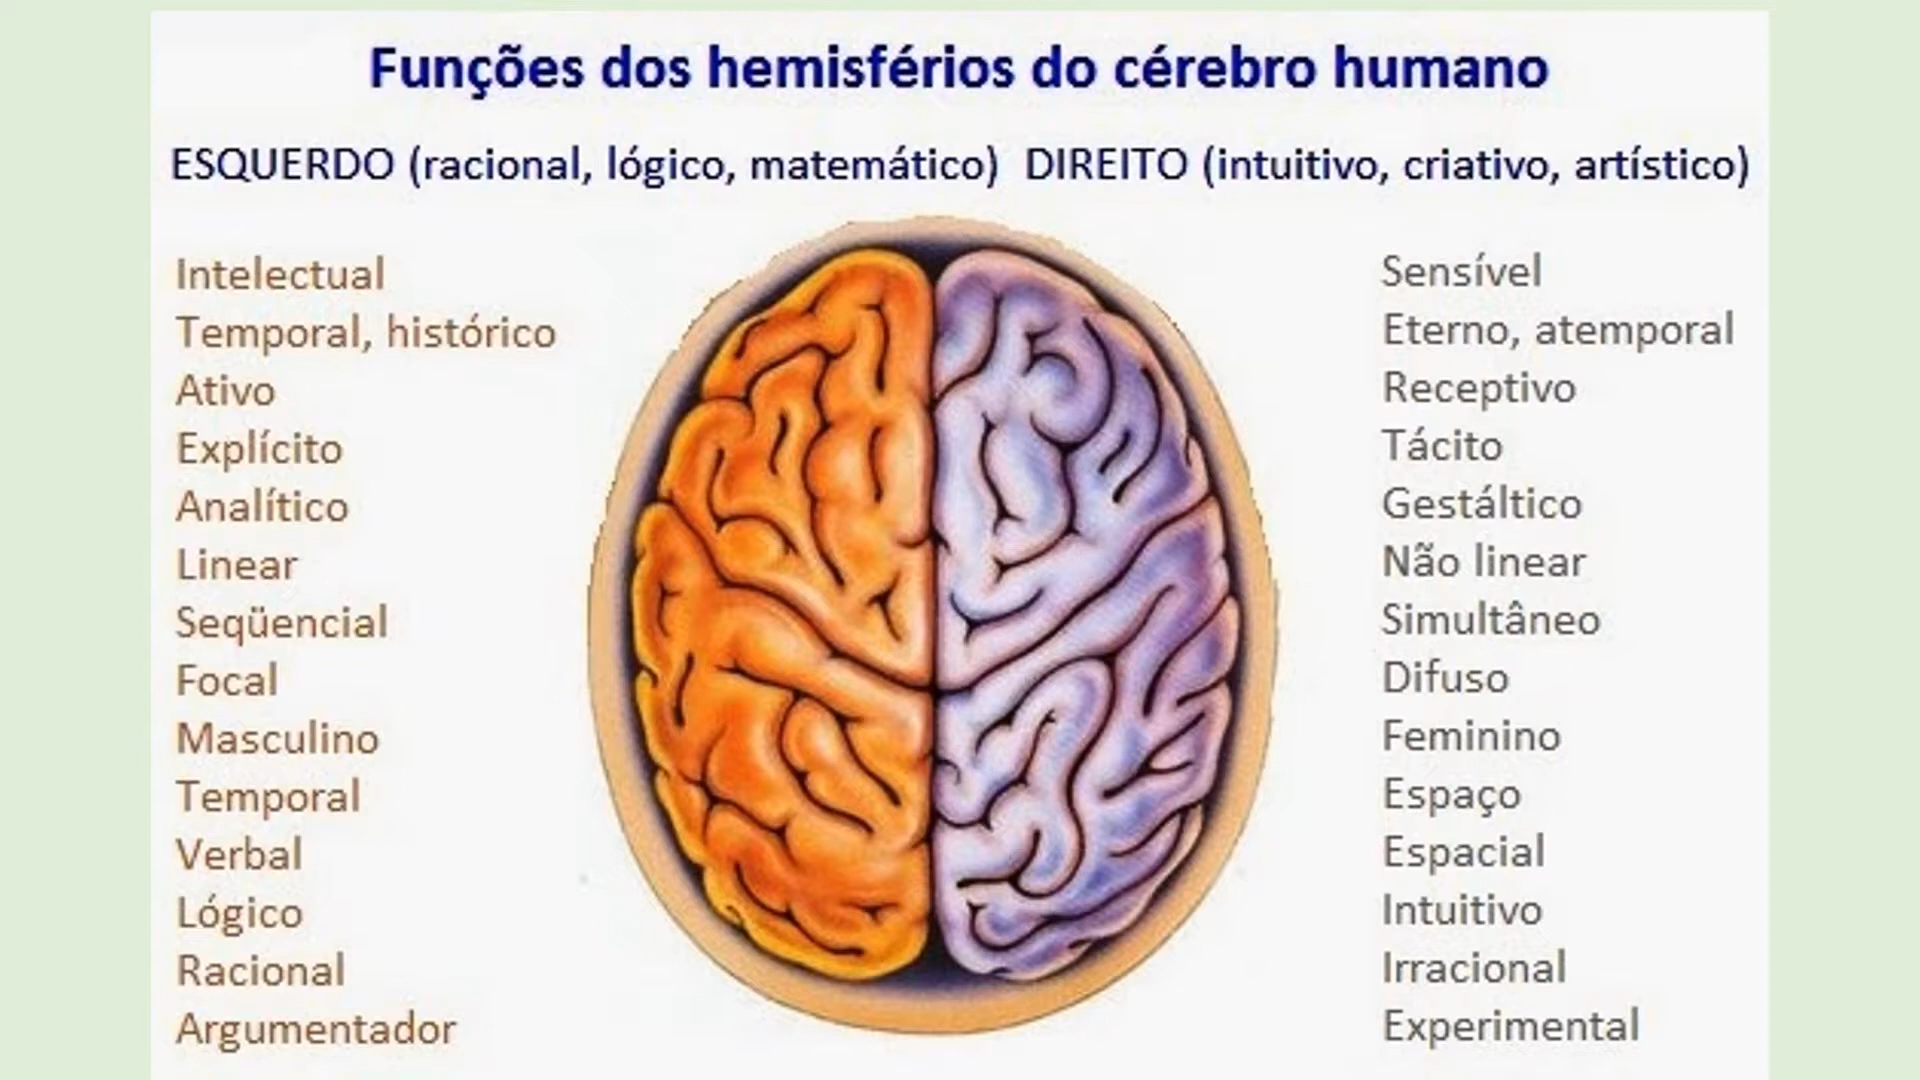 Funções dos hemisférios do cérebro humano
ESQUERDO (racional, lógico, matemático) DIREITO (intuitivo, criativo, artístico)
Intelectual
Temporal, histórico
Ativo
Explícito
Analítico
Linear
Seqüencial
Focal
Masculino
Temporal
Verbal
Lógico
Racional
Argumentador
Sensível
Eterno, atemporal
Receptivo
Tácito
Gestáltico
Não linear
Simultâneo
Difuso
Feminino
Espaço
Espacial
Intuitivo
Irracional
Experimental